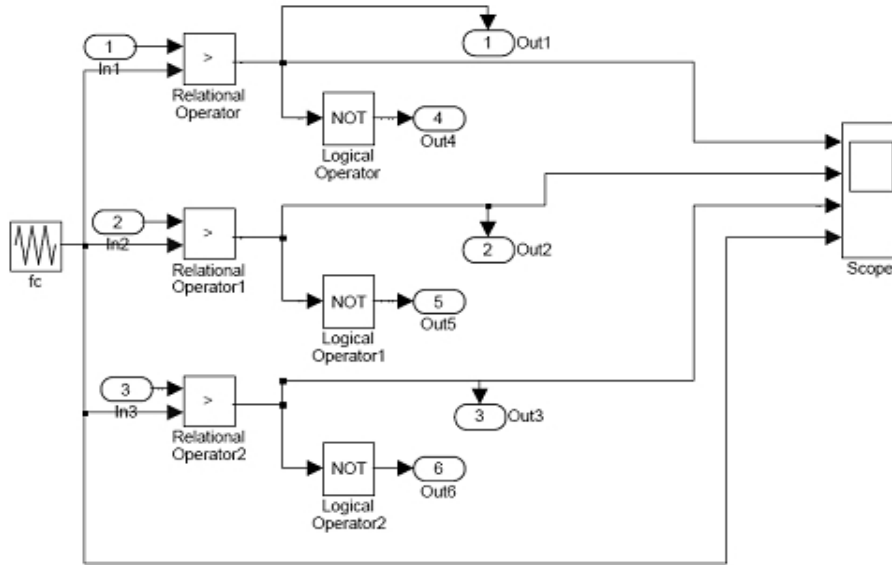 1
In1
>
Relational
Operator
1
Out1
NOT
Logical
Operator
4
Out4
fc
2
In2
>
Relational
Operator1
2
Out2
NOT
Logical
Operator1
5
Out5
Scope
3
In3
>
Relational
Operator2
3
Out3
NOT
Logical
Operator2
6
Out6